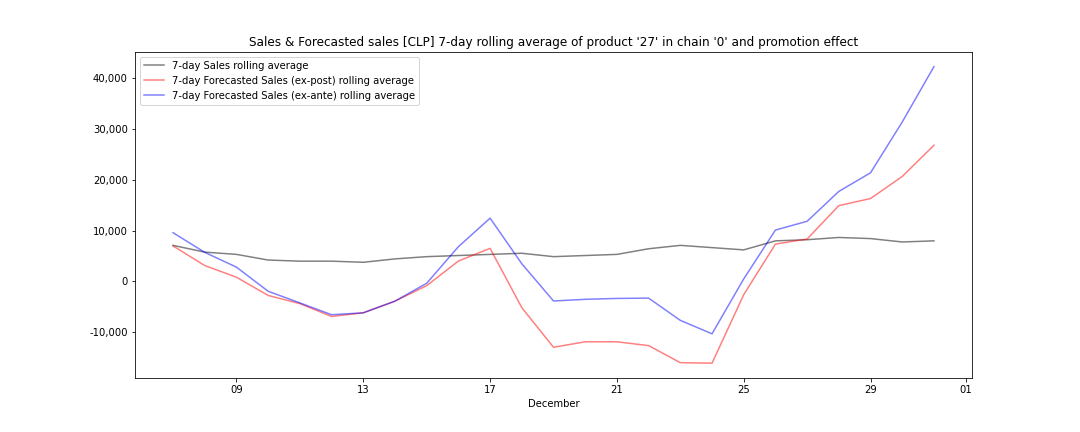 Sales & Forecasted sales [CLP] 7-day rolling average of product '27' in chain '0' and promotion effect
7-day Sales rolling average
7-day Forecasted Sales (ex-post) rolling average
7-day Forecasted Sales (ex-ante) rolling average
40,000
30,000
20,000
10,000
0
-10,000
09 13 17 21 25 29 01
December